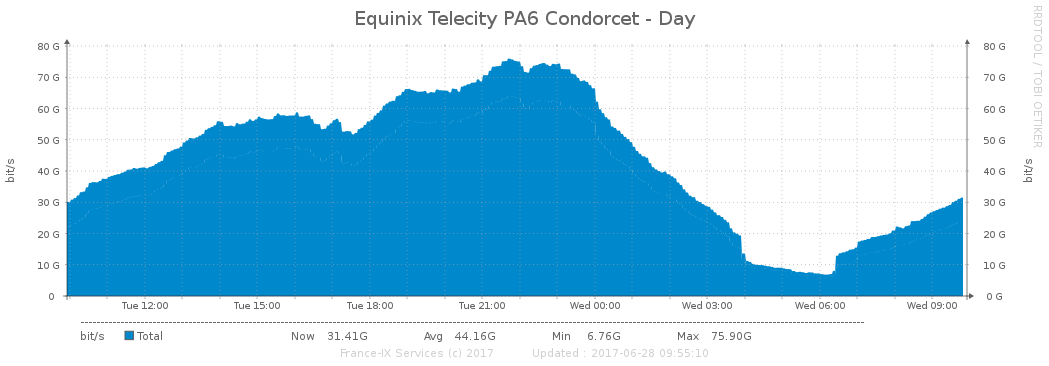 Equinix Telecity PA6 Condorcet - Day
RRDTOOL / TOBI OETIKER
80 G 80 G
70 G 70 G
60 G 60 G
50 G 50 G
40 G 40 G
30 G 30 G
20 G 20 G
10 G 10 G
0 0 G
bit/s bit/s
Tue 12:00 Tue 15:00 Tue 18:00 Tue 21:00 Wed 00:00 Wed 03:00 Wed 06:00 Wed 09:00
bit/s Total Now 31.41G Avg 44.16G Min 6.76G Max 75.90G
France-IX Services (c) 2017 Updated : 2017-06-28 09:55:10